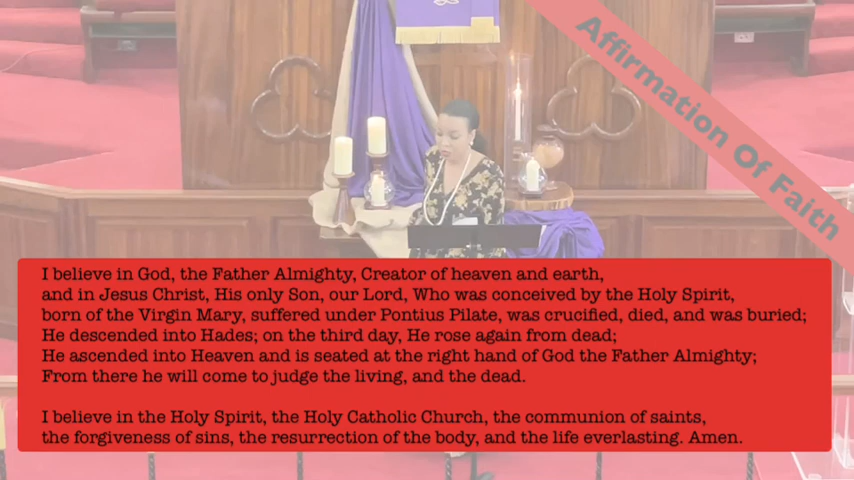 Affirmation Of Faith
I believe in God, the Father Almighty, Creator of heaven and earth,
and in Jesus Christ, His only Son, our Lord, Who was conceived by the Holy Spirit,
born of the Virgin Mary, suffered under Pontius Pilate, was crucified, died, and was buried;
He descended into Hades; on the third day, He rose again from dead;
He ascended into Heaven and is seated at the right hand of God the Father Almighty;
From there he will come to judge the living, and the dead.
I believe in the Holy Spirit, the Holy Catholic Church, the communion of saints,
the forgiveness of sins, the resurrection of the body, and the life everlasting. Amen.